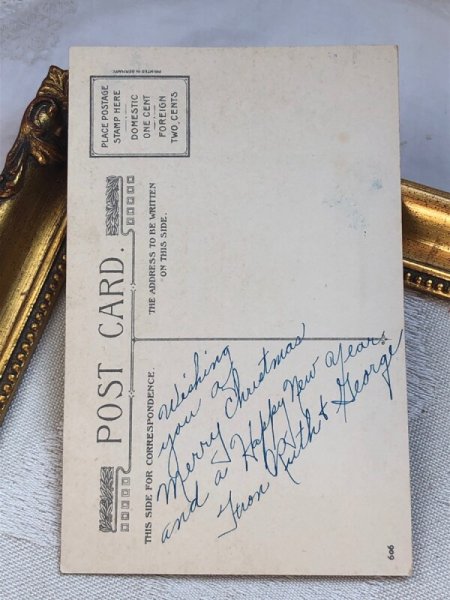 POST CARD.
THIS SIDE FOR CORRESPONDENCE.
THE ADDRESS TO BE WRITTEN
ON THIS SIDE.
PLACE POSTAGE
STAMP HERE
DOMESTIC
ONE CENT
FOREIGN
TWO CENTS
PRINTED IN GERMANY
Wishing
you a
Merry Christmas
and a Happy New Year
From Ruth & George
606